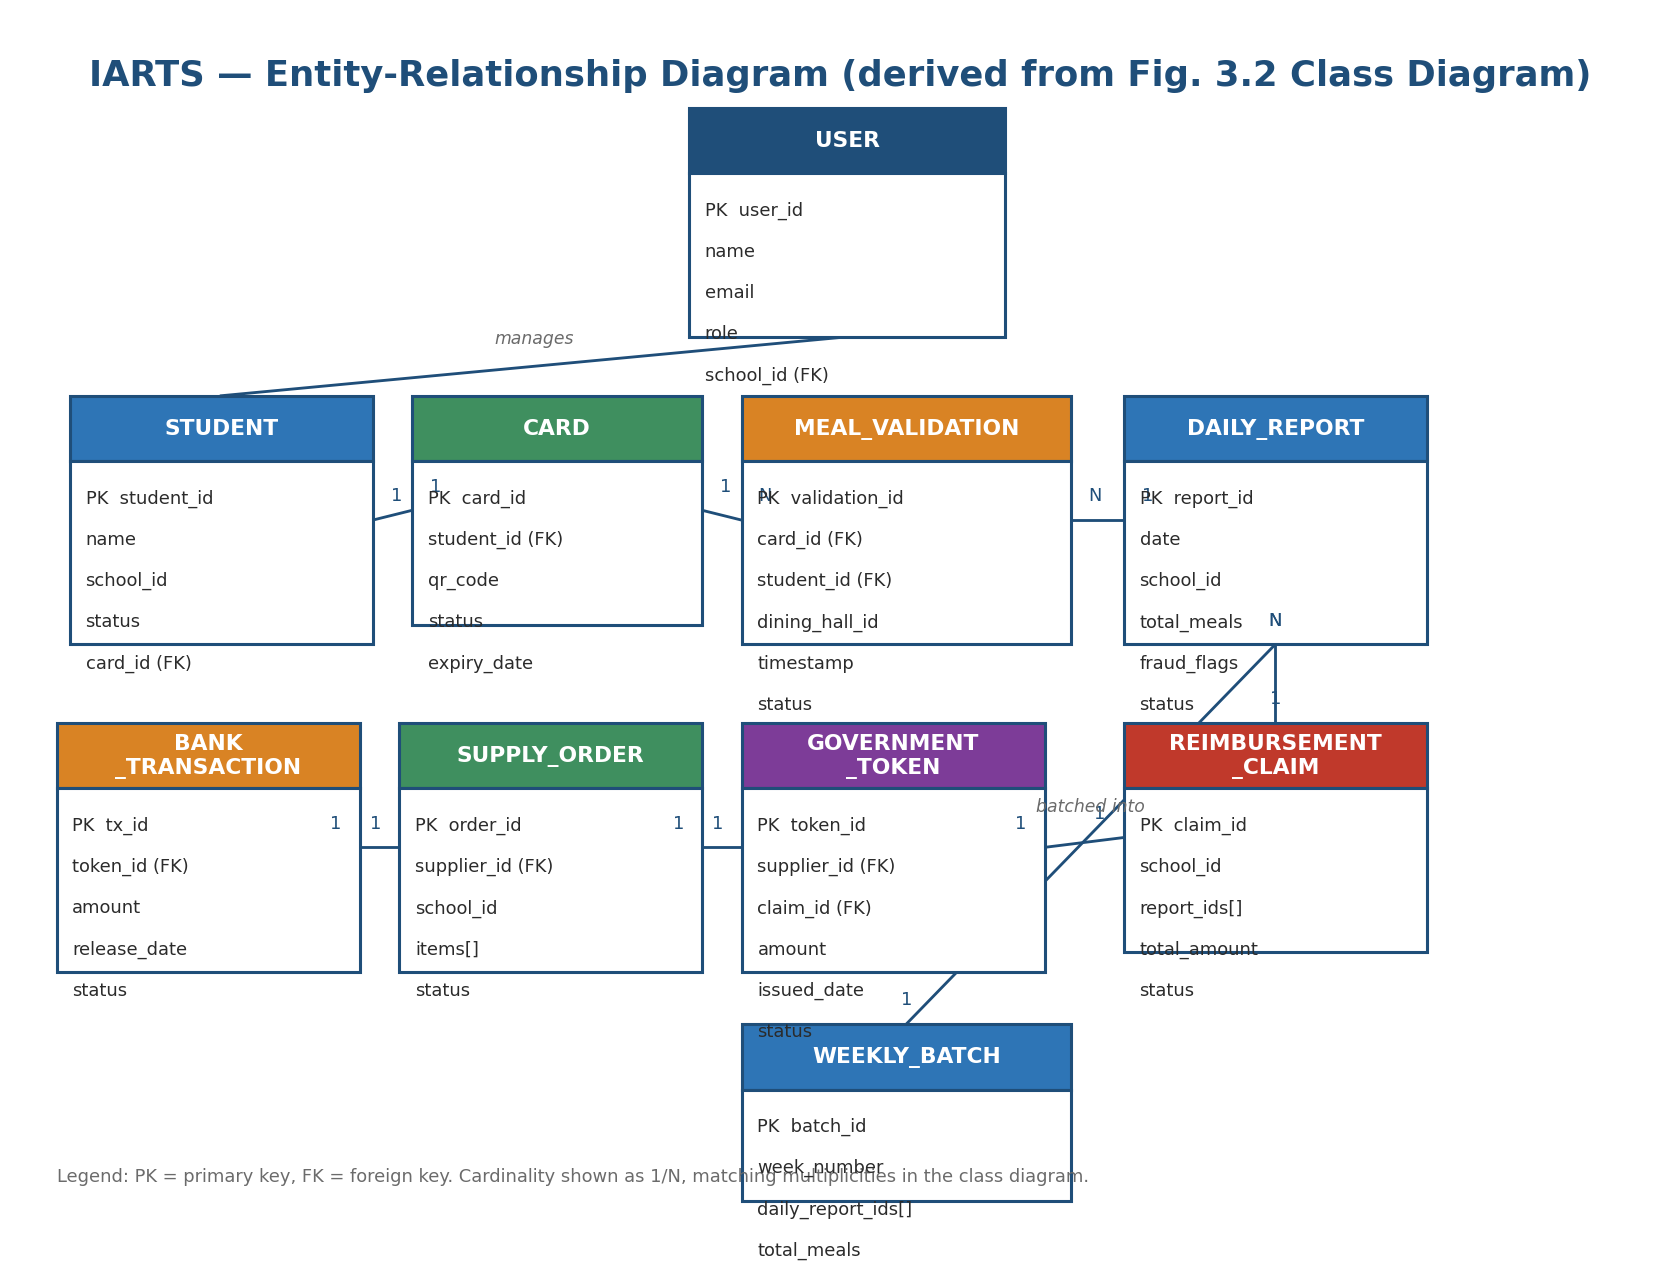 IARTS — Entity-Relationship Diagram (derived from Fig. 3.2 Class Diagram)
USER
PK  user_id
name
email
role
school_id (FK)
manages
STUDENT
PK  student_id
name
school_id
status
card_id (FK)
1
1
CARD
PK  card_id
student_id (FK)
qr_code
status
expiry_date
1
N
MEAL_VALIDATION
PK  validation_id
card_id (FK)
student_id (FK)
dining_hall_id
timestamp
status
N
1
DAILY_REPORT
PK  report_id
date
school_id
total_meals
fraud_flags
status
N
1
BANK
_TRANSACTION
PK  tx_id
token_id (FK)
amount
release_date
status
1
1
SUPPLY_ORDER
PK  order_id
supplier_id (FK)
school_id
items[]
status
1
1
GOVERNMENT
_TOKEN
PK  token_id
supplier_id (FK)
claim_id (FK)
amount
issued_date
status
1
1
batched into
REIMBURSEMENT
_CLAIM
PK  claim_id
school_id
report_ids[]
total_amount
status
1
WEEKLY_BATCH
PK  batch_id
week_number
daily_report_ids[]
total_meals
Legend: PK = primary key, FK = foreign key. Cardinality shown as 1/N, matching multiplicities in the class diagram.